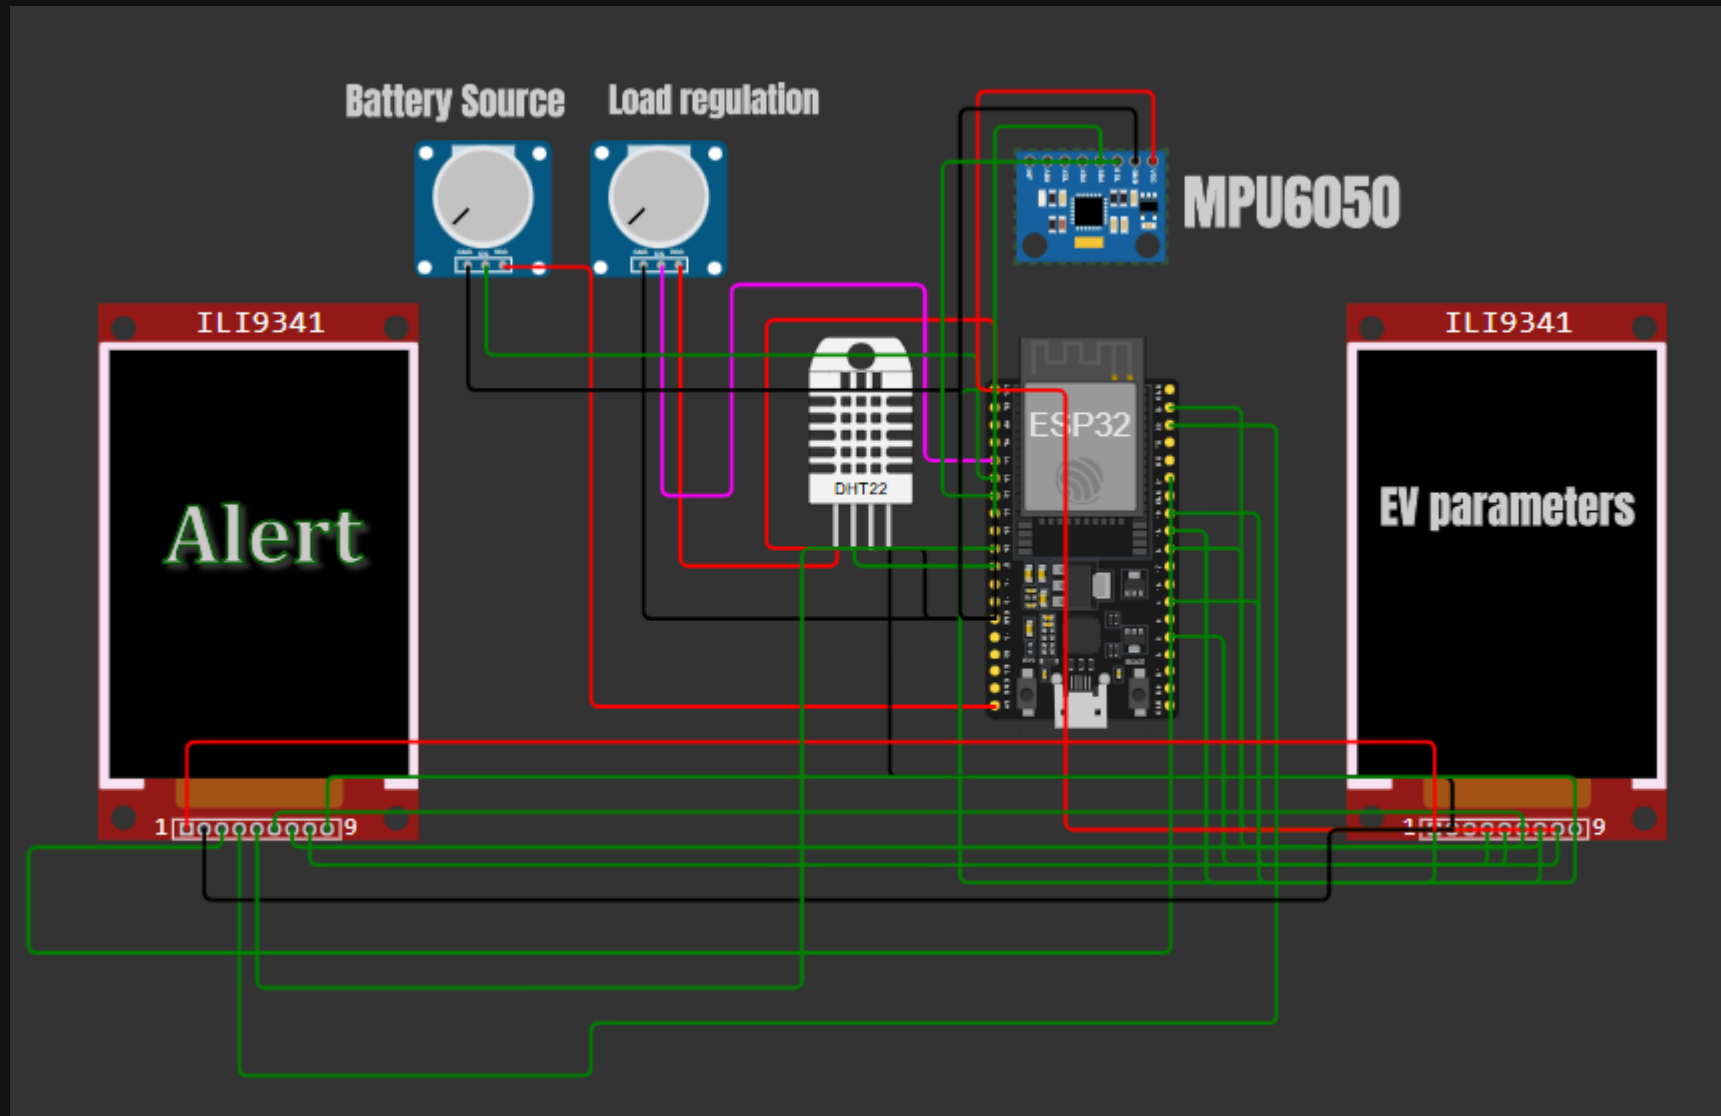 Battery Source
Load regulation
MPU6050
ILI9341
ILI9341
ESP32
DHT22
Alert
EV parameters
1
9
1
9